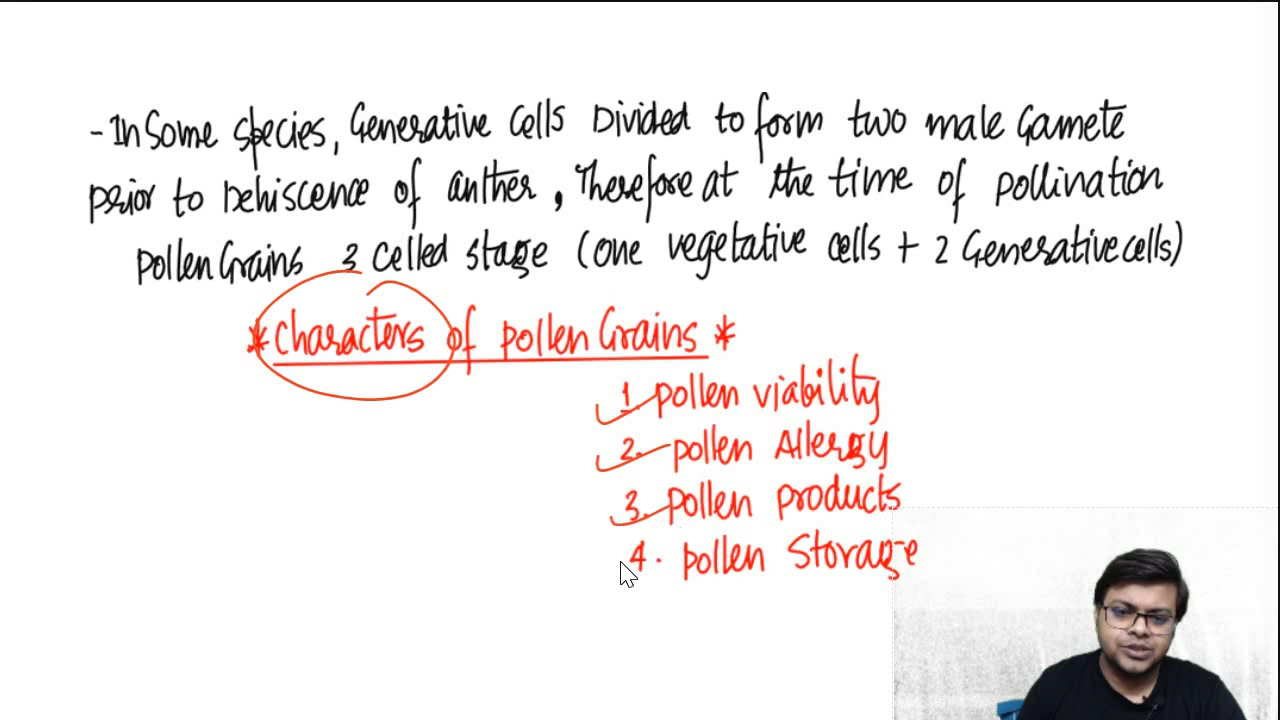 - In Some species, Generative Cells Divided to form two male Gamete
prior to Dehiscence of anther, Therefore at the time of pollination
pollen Grains 3 Celled stage (one vegetative cells + 2 Generative cells)
* Characters of pollen Grains *
1. pollen viability
2. pollen Allergy
3. pollen products
4. pollen Storage